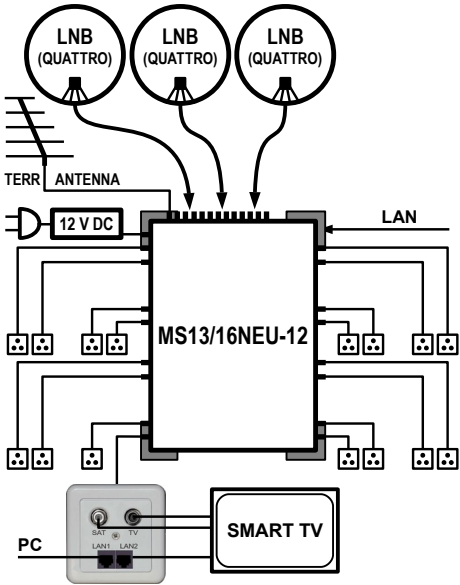 LNB
(QUATTRO)
LNB
(QUATTRO)
LNB
(QUATTRO)
TERR ANTENNA
12 V DC
LAN
MS13/16NEU-12
SAT TV
LAN1 LAN2
PC
SMART TV